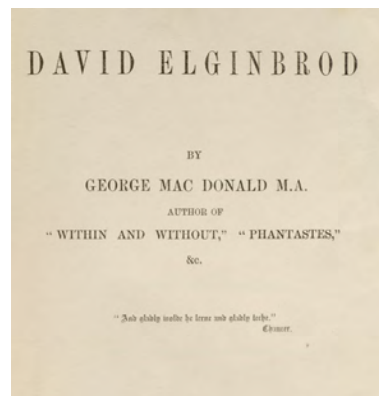 DAVID ELGINBROD
BY
GEORGE MAC DONALD M.A.
AUTHOR OF
“ WITHIN AND WITHOUT,” “ PHANTASTES,”
&c.
“ And gladly wolde he lerne and gladly teche.”
Chaucer.